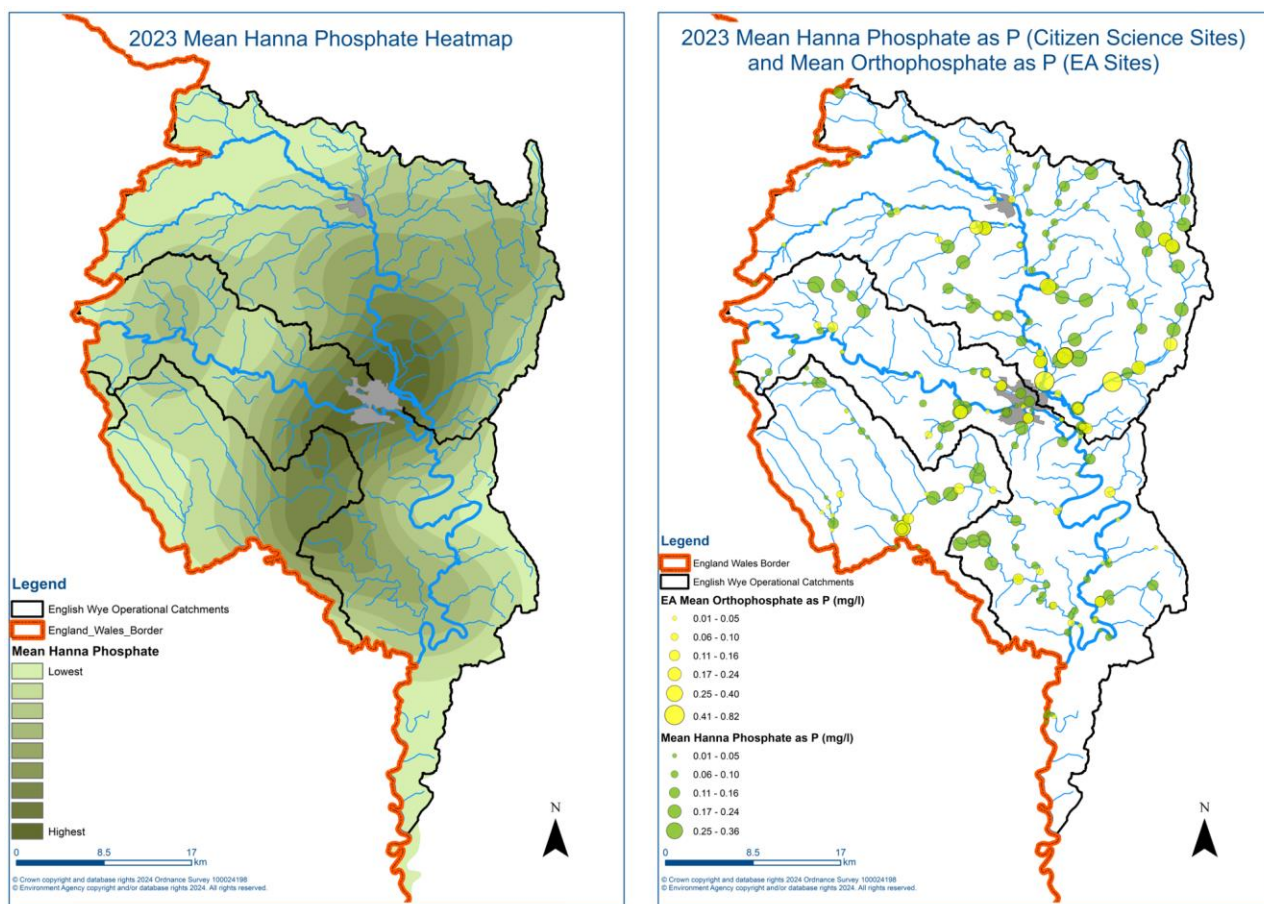 2023 Mean Hanna Phosphate Heatmap
Legend
English Wye Operational Catchments
England_Wales_Border
Mean Hanna Phosphate
Lowest
Highest
N
0 8.5 17
km
© Crown copyright and database rights 2024 Ordnance Survey 100024198
© Environment Agency copyright and/or database rights 2024. All rights reserved.
2023 Mean Hanna Phosphate as P (Citizen Science Sites)
and Mean Orthophosphate as P (EA Sites)
Legend
England Wales Border
English Wye Operational Catchments
EA Mean Orthophosphate as P (mg/l)
0.01 - 0.05
0.06 - 0.10
0.11 - 0.16
0.17 - 0.24
0.25 - 0.40
0.41 - 0.82
Mean Hanna Phosphate as P (mg/l)
0.01 - 0.05
0.06 - 0.10
0.11 - 0.16
0.17 - 0.24
0.25 - 0.36
N
0 8.5 17
km
© Crown copyright and database rights 2024 Ordnance Survey 100024198
© Environment Agency copyright and/or database rights 2024. All rights reserved.